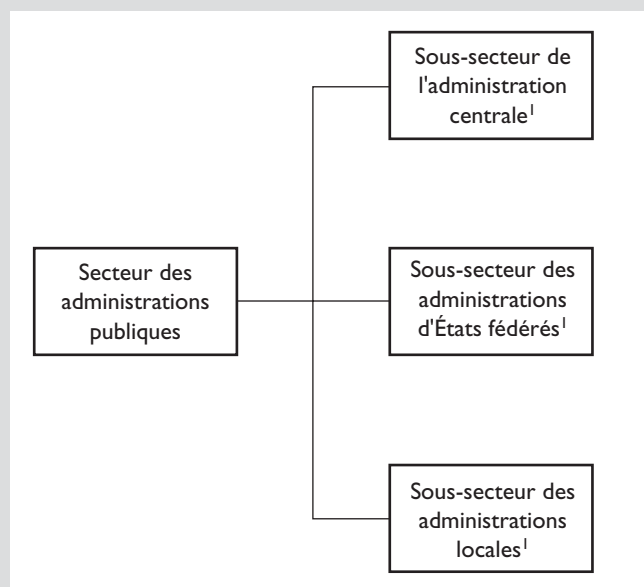 Sous-secteur de
l'administration
centrale¹
Secteur des
administrations
publiques
Sous-secteur des
administrations
d'États fédérés¹
Sous-secteur des
administrations
locales¹